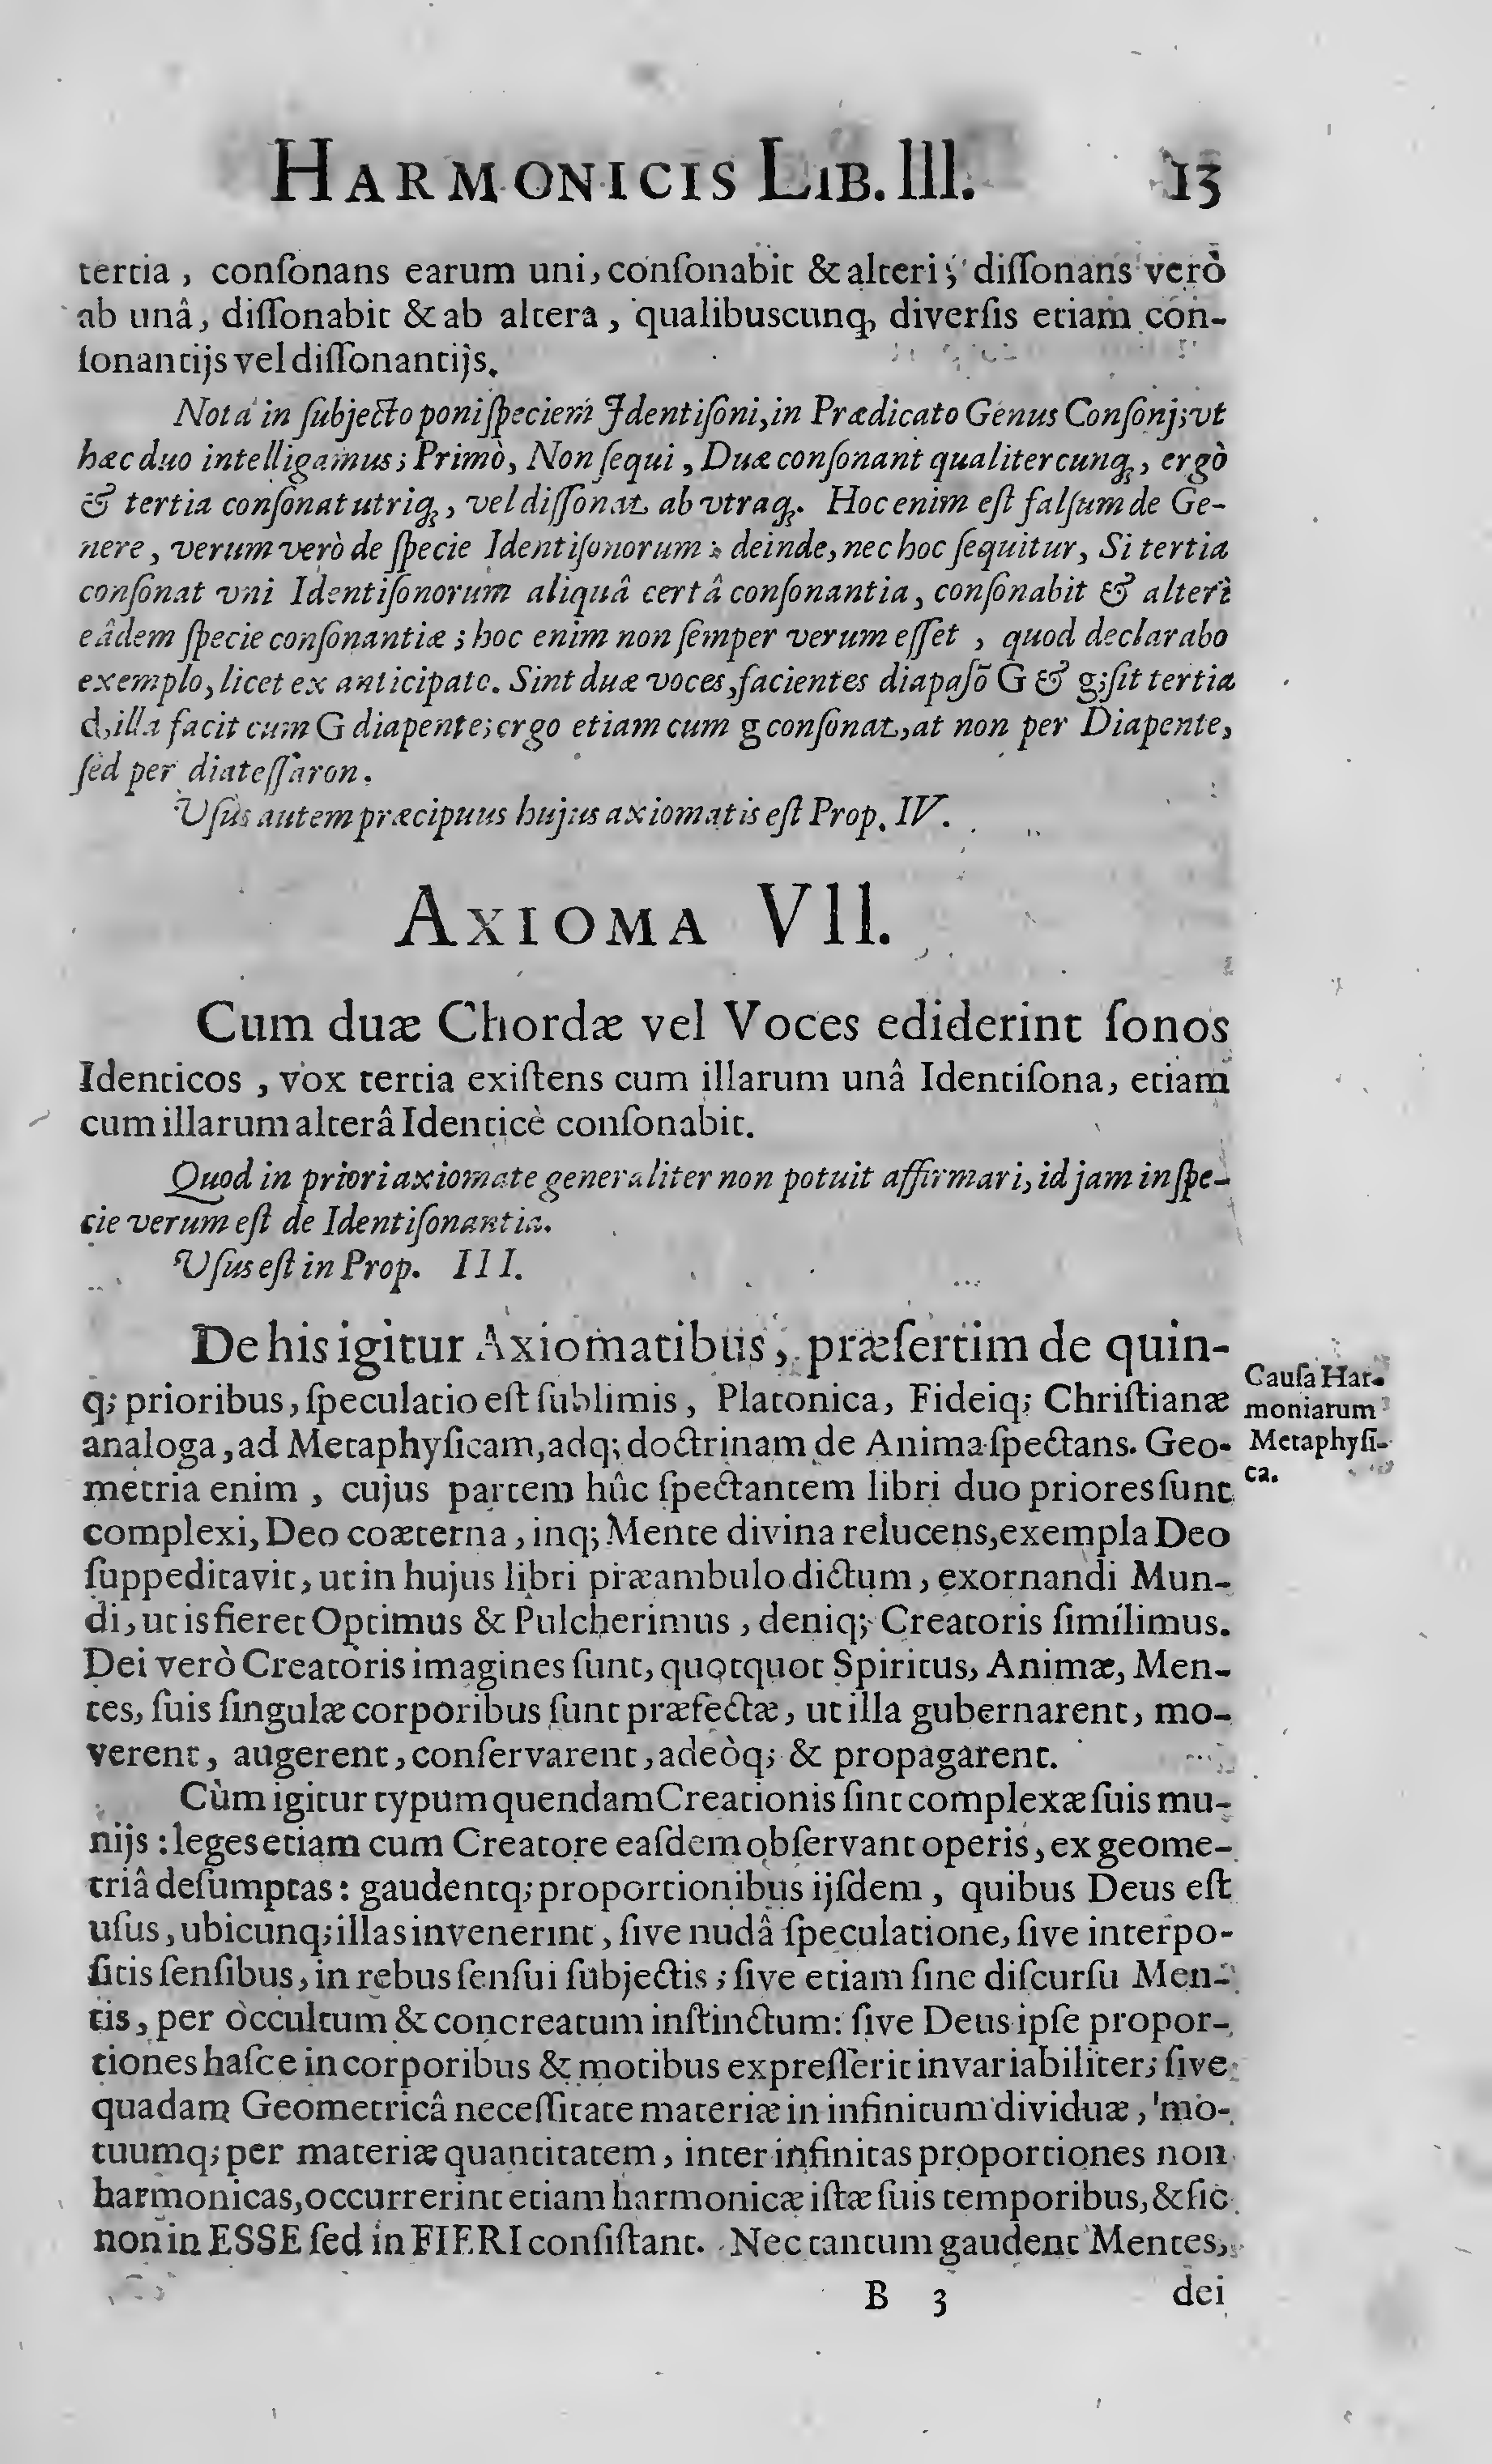 HARMONICIS LIB. III. 13
tertia, conſonans earum uni, conſonabit & alteri; diſſonans verò
ab unâ, diſſonabit & ab altera, qualibuscunq, diverſis etiam con-
ſonantijs vel diſſonantijs.
Nota in ſubjecto poni ſpeciem Identiſoni, in Prædicato Genus Conſonj; vt
hæc duo intelligamus; Primò, Non ſequi, Duæ conſonant qualitercunq, ergò
& tertia conſonat utriq, vel diſſonat ab vtraq. Hoc enim eſt falſum de Ge-
nere, verum verò de ſpecie Identiſonorum: deinde, nec hoc ſequitur, Si tertia
conſonat vni Identiſonorum aliquâ certâ conſonantia, conſonabit & alteri
eâdem ſpecie conſonantiæ; hoc enim non ſemper verum eſſet, quod declarabo
exemplo, licet ex anticipato. Sint duæ voces, facientes diapaſõ G & g; ſit tertia
d, illa facit cum G diapente; ergo etiam cum g conſonat, at non per Diapente,
ſed per diateſſaron.
Uſus autem præcipuus hujus axiomatis eſt Prop. IV.
AXIOMA VII.
Cum duæ Chordæ vel Voces ediderint ſonos
Identicos, vox tertia exiſtens cum illarum unâ Identiſona, etiam
cum illarum alterâ Identicè conſonabit.
Quod in priori axiomate generaliter non potuit affirmari, id jam in ſpe-
cie verum eſt de Identiſonantia.
Uſus eſt in Prop. III.
De his igitur Axiomatibus, præſertim de quin-
q; prioribus, ſpeculatio eſt ſublimis, Platonica, Fideiq; Chriſtianæ
analoga, ad Metaphyſicam, adq; doctrinam de Anima ſpectans. Geo-
metria enim, cujus partem hûc ſpectantem libri duo priores ſunt
complexi, Deo coæterna, inq; Mente divina relucens, exempla Deo
ſuppeditavit, ut in hujus libri præambulo dictum, exornandi Mun-
di, ut is fieret Optimus & Pulcherimus, deniq; Creatoris ſimilimus.
Dei verò Creatoris imagines ſunt, quotquot Spiritus, Animæ, Men-
tes, ſuis ſingulæ corporibus ſunt præfectæ, ut illa gubernarent, mo-
verent, augerent, conſervarent, adeòq; & propagarent.
Cùm igitur typum quendam Creationis ſint complexæ ſuis mu-
nijs: leges etiam cum Creatore eaſdem obſervant operis, ex geome-
triâ deſumptas: gaudentq; proportionibus ijſdem, quibus Deus eſt
uſus, ubicunq; illas invenerint, ſive nudâ ſpeculatione, ſive interpo-
ſitis ſenſibus, in rebus ſenſui ſubjectis; ſive etiam ſine diſcurſu Men-
tis, per occultum & concreatum inſtinctum: ſive Deus ipſe propor-
tiones haſce in corporibus & motibus expreſſerit invariabiliter; ſive
quadam Geometricâ neceſſitate materiæ in infinitum dividuæ, mo-
tuumq; per materiæ quantitatem, inter infinitas proportiones non
harmonicas, occurrerint etiam harmonicæ iſtæ ſuis temporibus, & ſic
non in ESSE ſed in FIERI conſiſtant. Nec tantum gaudent Mentes,
B 3 dei
Cauſa Har-
moniarum
Metaphyſi-
ca.